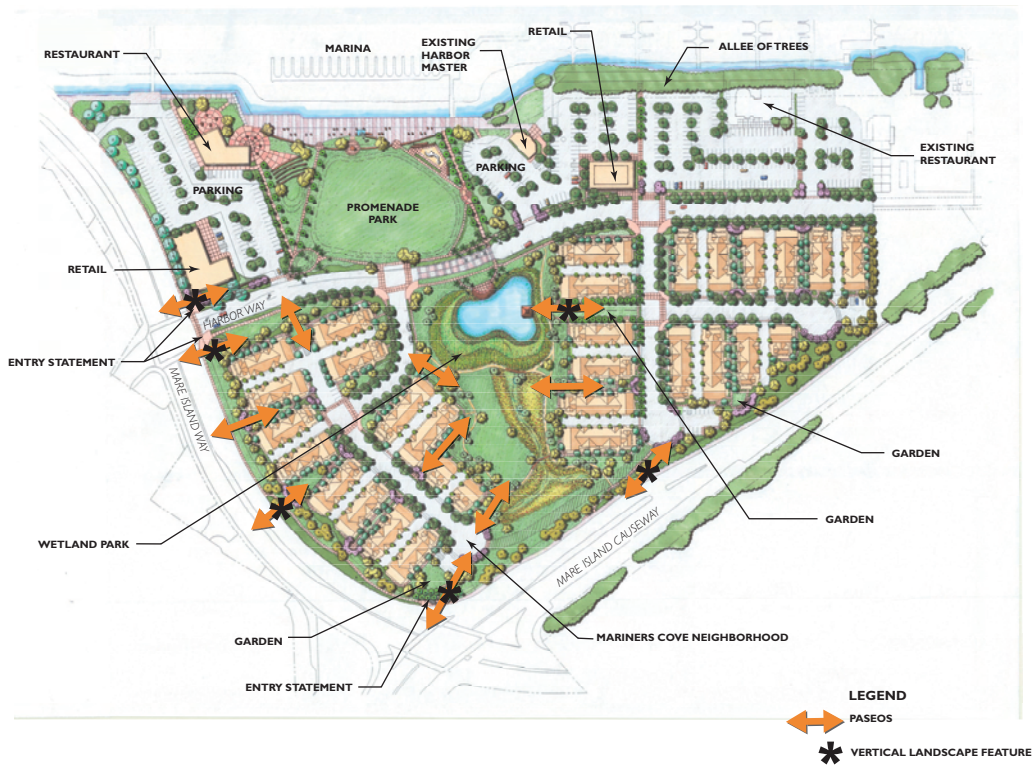 RETAIL
MARINA
EXISTING
HARBOR
MASTER
ALLEE OF TREES
RESTAURANT
EXISTING
RESTAURANT
PARKING
PARKING
PROMENADE
PARK
RETAIL
HARBOR WAY
ENTRY STATEMENT
MARE ISLAND WAY
GARDEN
GARDEN
WETLAND PARK
MARE ISLAND CAUSEWAY
GARDEN
MARINERS COVE NEIGHBORHOOD
ENTRY STATEMENT
LEGEND
PASEOS
VERTICAL LANDSCAPE FEATURE